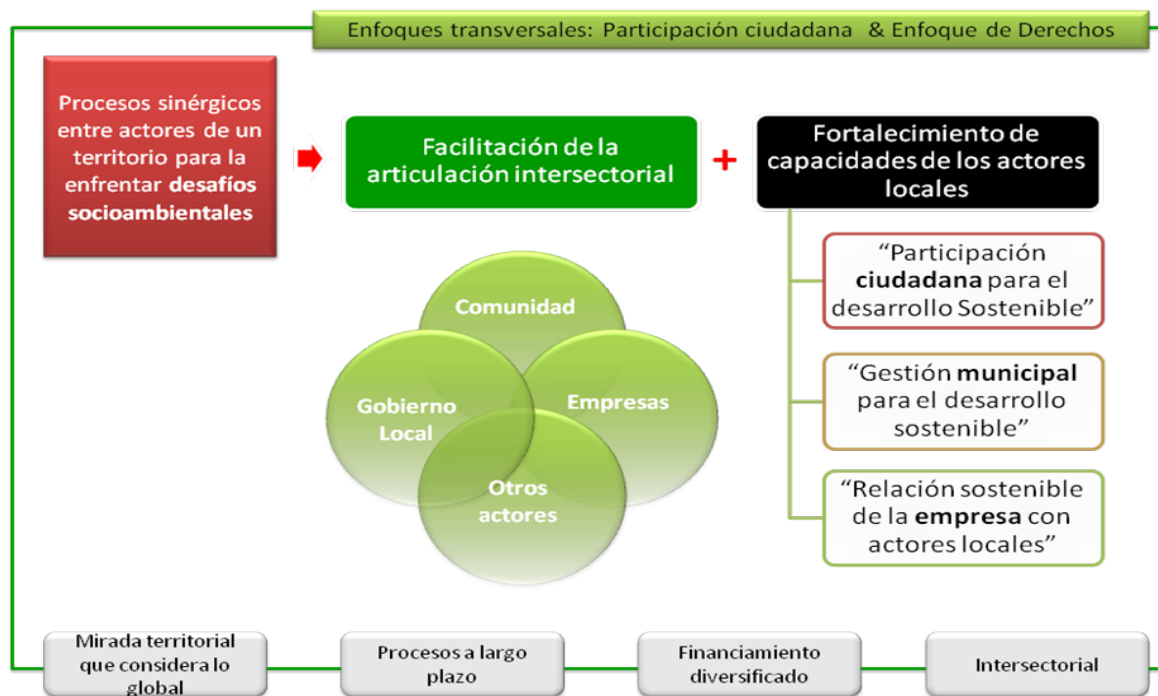 Enfoques transversales: Participación ciudadana & Enfoque de Derechos
Procesos sinérgicos
entre actores de un
territorio para la
enfrentar desafíos
socioambientales
Facilitación de la
articulación intersectorial
+
Fortalecimiento de
capacidades de los actores
locales
Comunidad
Gobierno
Local
Empresas
Otros
actores
“Participación
ciudadana para el
desarrollo Sostenible”
“Gestión municipal
para el desarrollo
sostenible”
“Relación sostenible
de la empresa con
actores locales”
Mirada territorial
que considera lo
global
Procesos a largo
plazo
Financiamiento
diversificado
Intersectorial